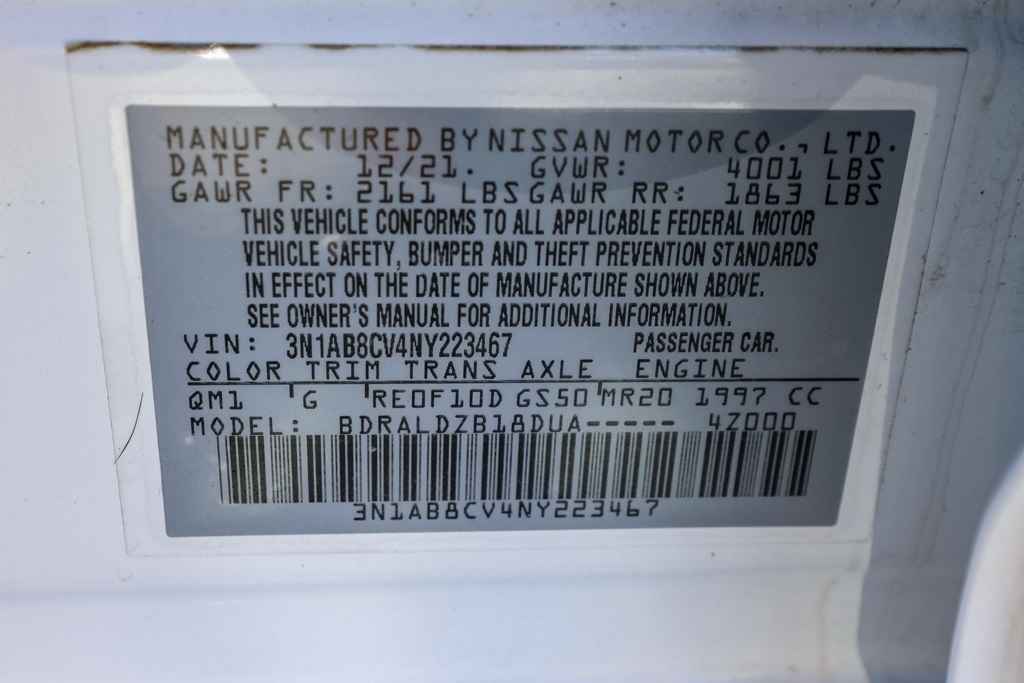 MANUFACTURED BY NISSAN MOTOR CO., LTD.
DATE: 12/21. GVWR: 4001 LBS
GAWR FR: 2161 LBS GAWR RR: 1863 LBS
THIS VEHICLE CONFORMS TO ALL APPLICABLE FEDERAL MOTOR
VEHICLE SAFETY, BUMPER AND THEFT PREVENTION STANDARDS
IN EFFECT ON THE DATE OF MANUFACTURE SHOWN ABOVE.
SEE OWNER'S MANUAL FOR ADDITIONAL INFORMATION.
VIN: 3N1AB8CV4NY223467 PASSENGER CAR.
COLOR TRIM TRANS AXLE ENGINE
QM1 G RE0F10D GS50 MR20 1997 CC
MODEL: BDRALDZB18DUA----- 4Z000
3N1AB8CV4NY223467